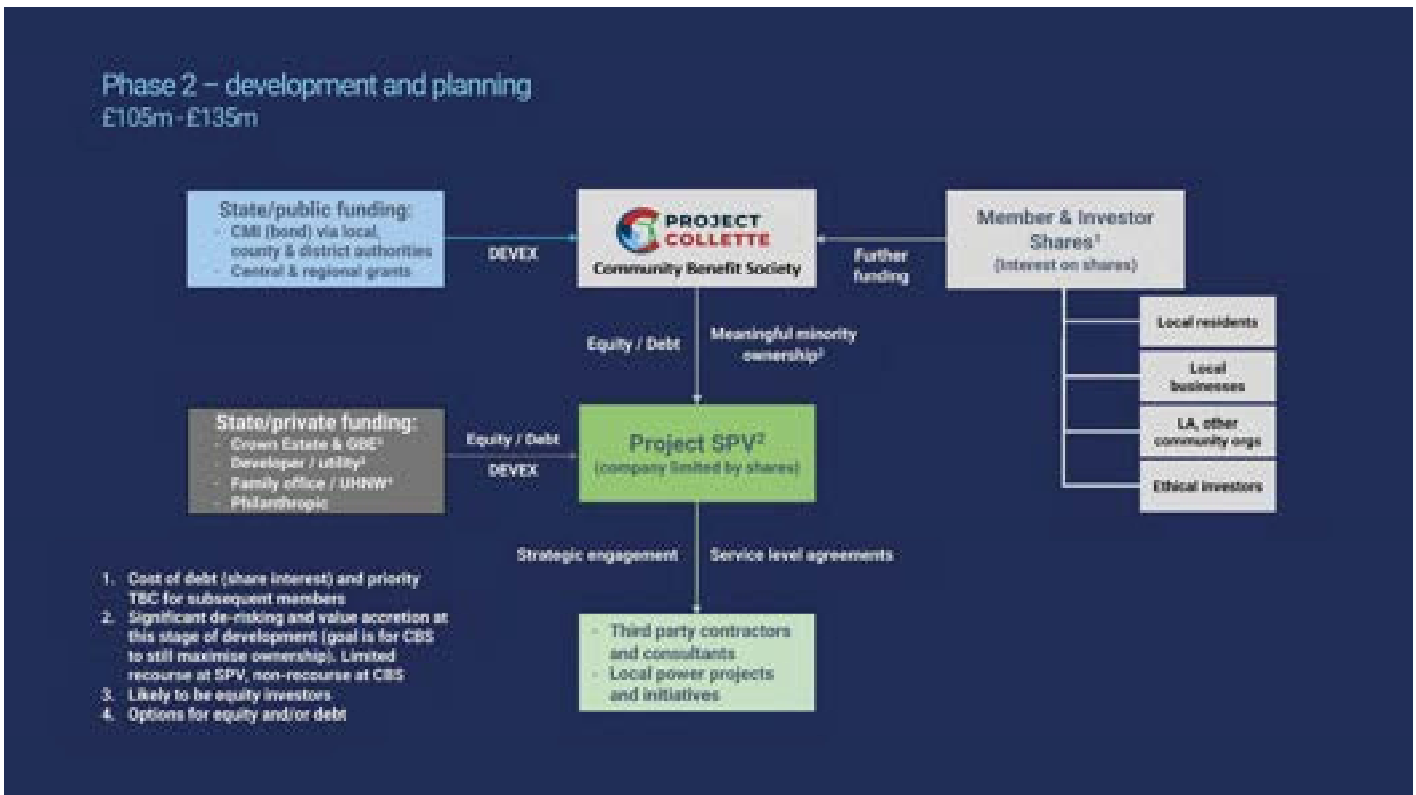 Phase 2 – development and planning
£105m - £135m
State/public funding:
- CMI (bond) via local,
county & district authorities
- Central & regional grants
DEVEX
PROJECT
COLLETTE
Community Benefit Society
Further
funding
Member & Investor
Shares¹
(Interest on shares)
Local residents
Local
businesses
LA, other
community orgs
Ethical investors
Equity / Debt
Meaningful minority
ownership²
State/private funding:
- Crown Estate & GBE³
- Developer / utility³
- Family office / UHNW⁴
- Philanthropic
Equity / Debt
DEVEX
Project SPV²
(company limited by shares)
Strategic engagement
Service level agreements
- Third party contractors
and consultants
- Local power projects
and initiatives
1. Cost of debt (share interest) and priority
TBC for subsequent members
2. Significant de-risking and value accretion at
this stage of development (goal is for CBS
to still maximise ownership). Limited
recourse at SPV, non-recourse at CBS
3. Likely to be equity investors
4. Options for equity and/or debt